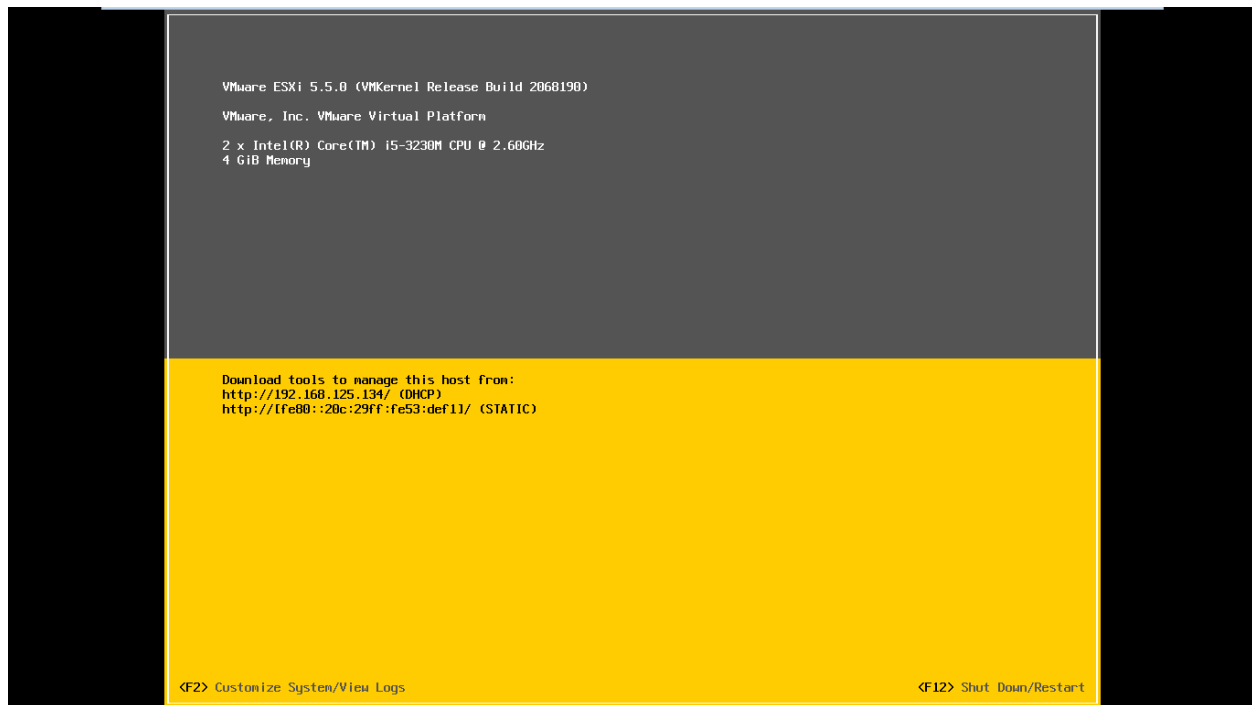 VMware ESXi 5.5.0 (VMKernel Release Build 2068190)
VMware, Inc. VMware Virtual Platform
2 x Intel(R) Core(TM) i5-3230M CPU @ 2.60GHz
4 GiB Memory
Download tools to manage this host from:
http://192.168.125.134/ (DHCP)
http://[fe80::20c:29ff:fe53:def1]/ (STATIC)
<F2> Customize System/View Logs
<F12> Shut Down/Restart